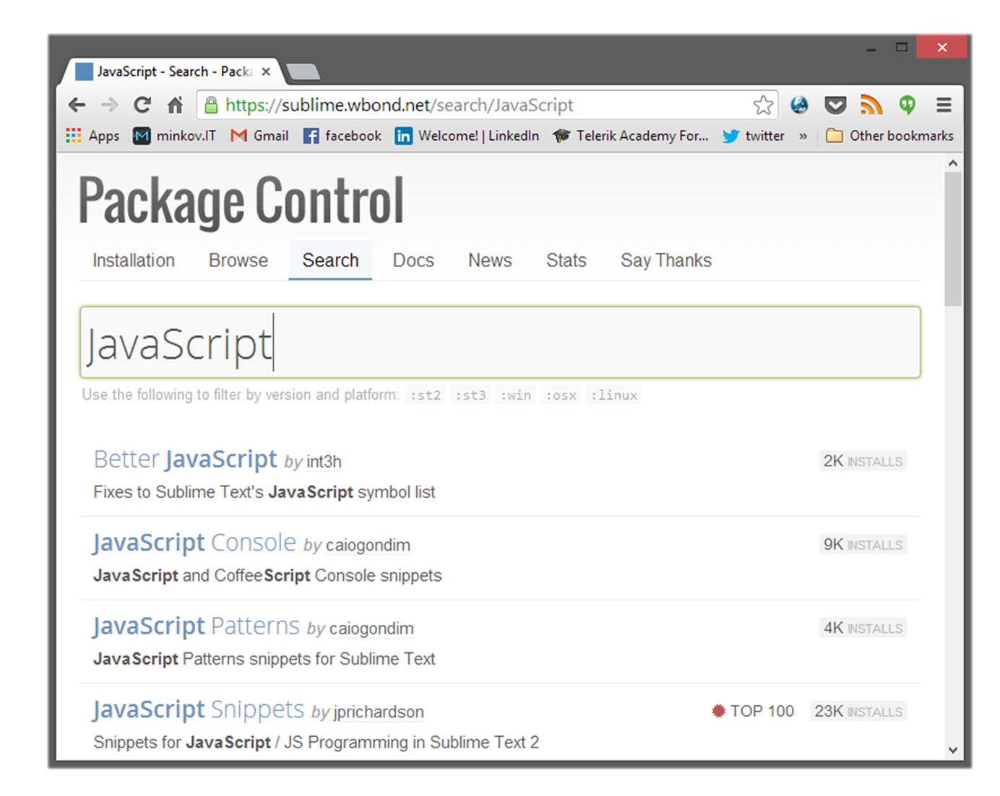 JavaScript - Search - Pack
https://sublime.wbond.net/search/JavaScript
Apps minkov.IT Gmail facebook Welcome! | LinkedIn Telerik Academy For... twitter » Other bookmarks
Package Control
Installation Browse Search Docs News Stats Say Thanks
JavaScript
Use the following to filter by version and platform: :st2 :st3 :win :osx :linux
Better JavaScript by int3h 2K INSTALLS
Fixes to Sublime Text's JavaScript symbol list
JavaScript Console by caiogondim 9K INSTALLS
JavaScript and CoffeeScript Console snippets
JavaScript Patterns by caiogondim 4K INSTALLS
JavaScript Patterns snippets for Sublime Text
JavaScript Snippets by jprichardson TOP 100 23K INSTALLS
Snippets for JavaScript / JS Programming in Sublime Text 2